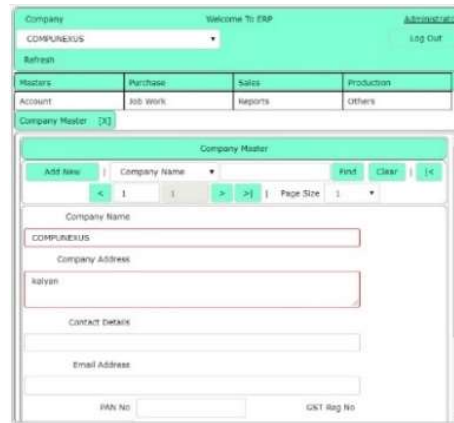 Company Welcome To ERP Administrato
COMPUNEXUS Log Out
Refresh
Masters Purchase Sales Production
Account Job Work Reports Others
Company Master [X]
Company Master
Add New | Company Name Find Clear | |<
< 1 1 > >| | Page Size 1
Company Name
COMPUNEXUS
Company Address
kalyan
Contact Details
Email Address
PAN No GST Reg No